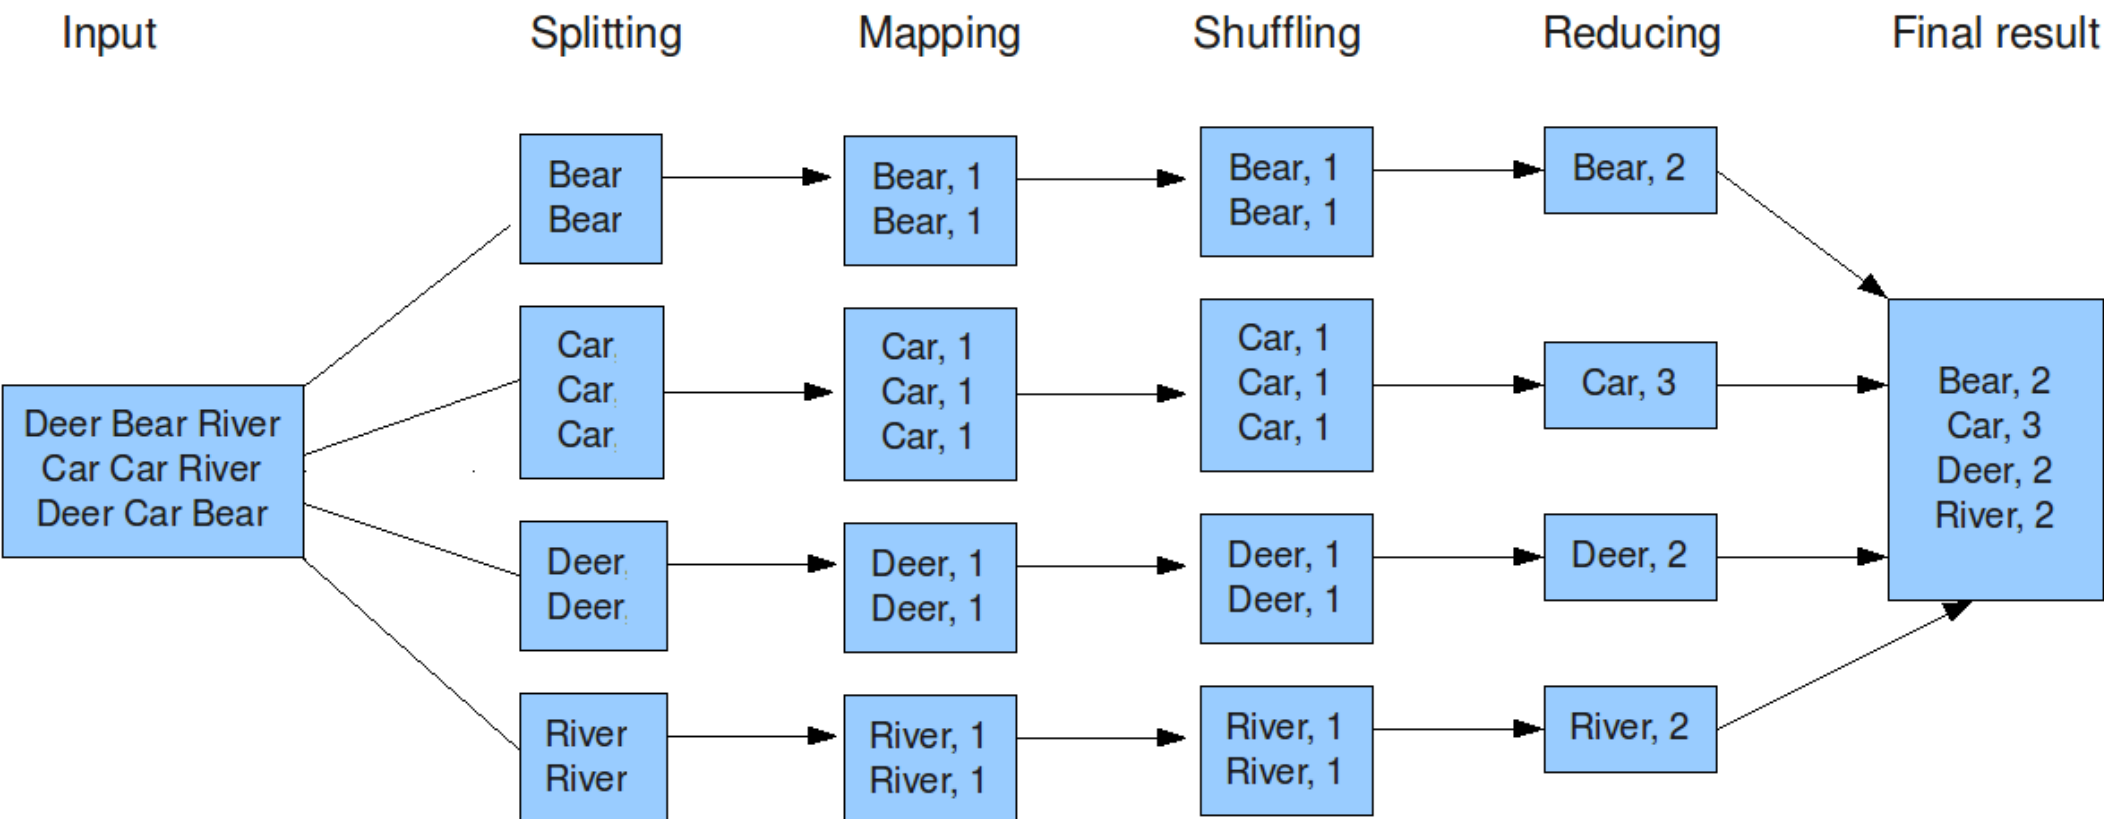 Input
Splitting
Mapping
Shuffling
Reducing
Final result
Deer Bear River
Car Car River
Deer Car Bear
Bear
Bear
Car,
Car,
Car,
Deer,
Deer,
River
River
Bear, 1
Bear, 1
Car, 1
Car, 1
Car, 1
Deer, 1
Deer, 1
River, 1
River, 1
Bear, 1
Bear, 1
Car, 1
Car, 1
Car, 1
Deer, 1
Deer, 1
River, 1
River, 1
Bear, 2
Car, 3
Deer, 2
River, 2
Bear, 2
Car, 3
Deer, 2
River, 2